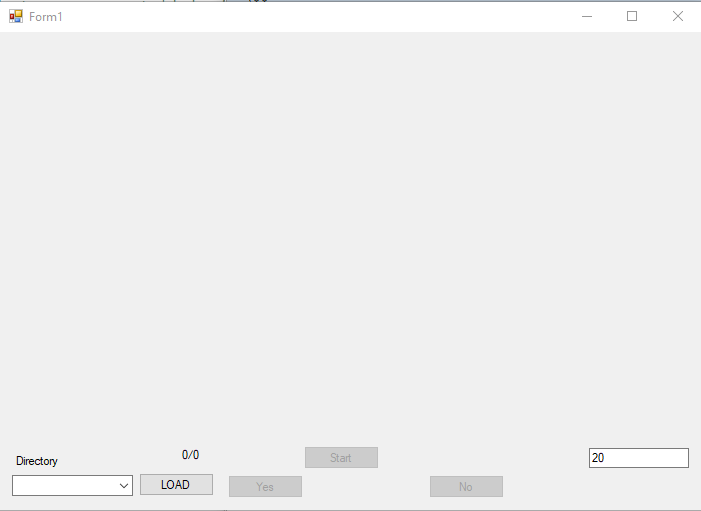 Form1
0/0
Start
20
Directory
LOAD
Yes
No